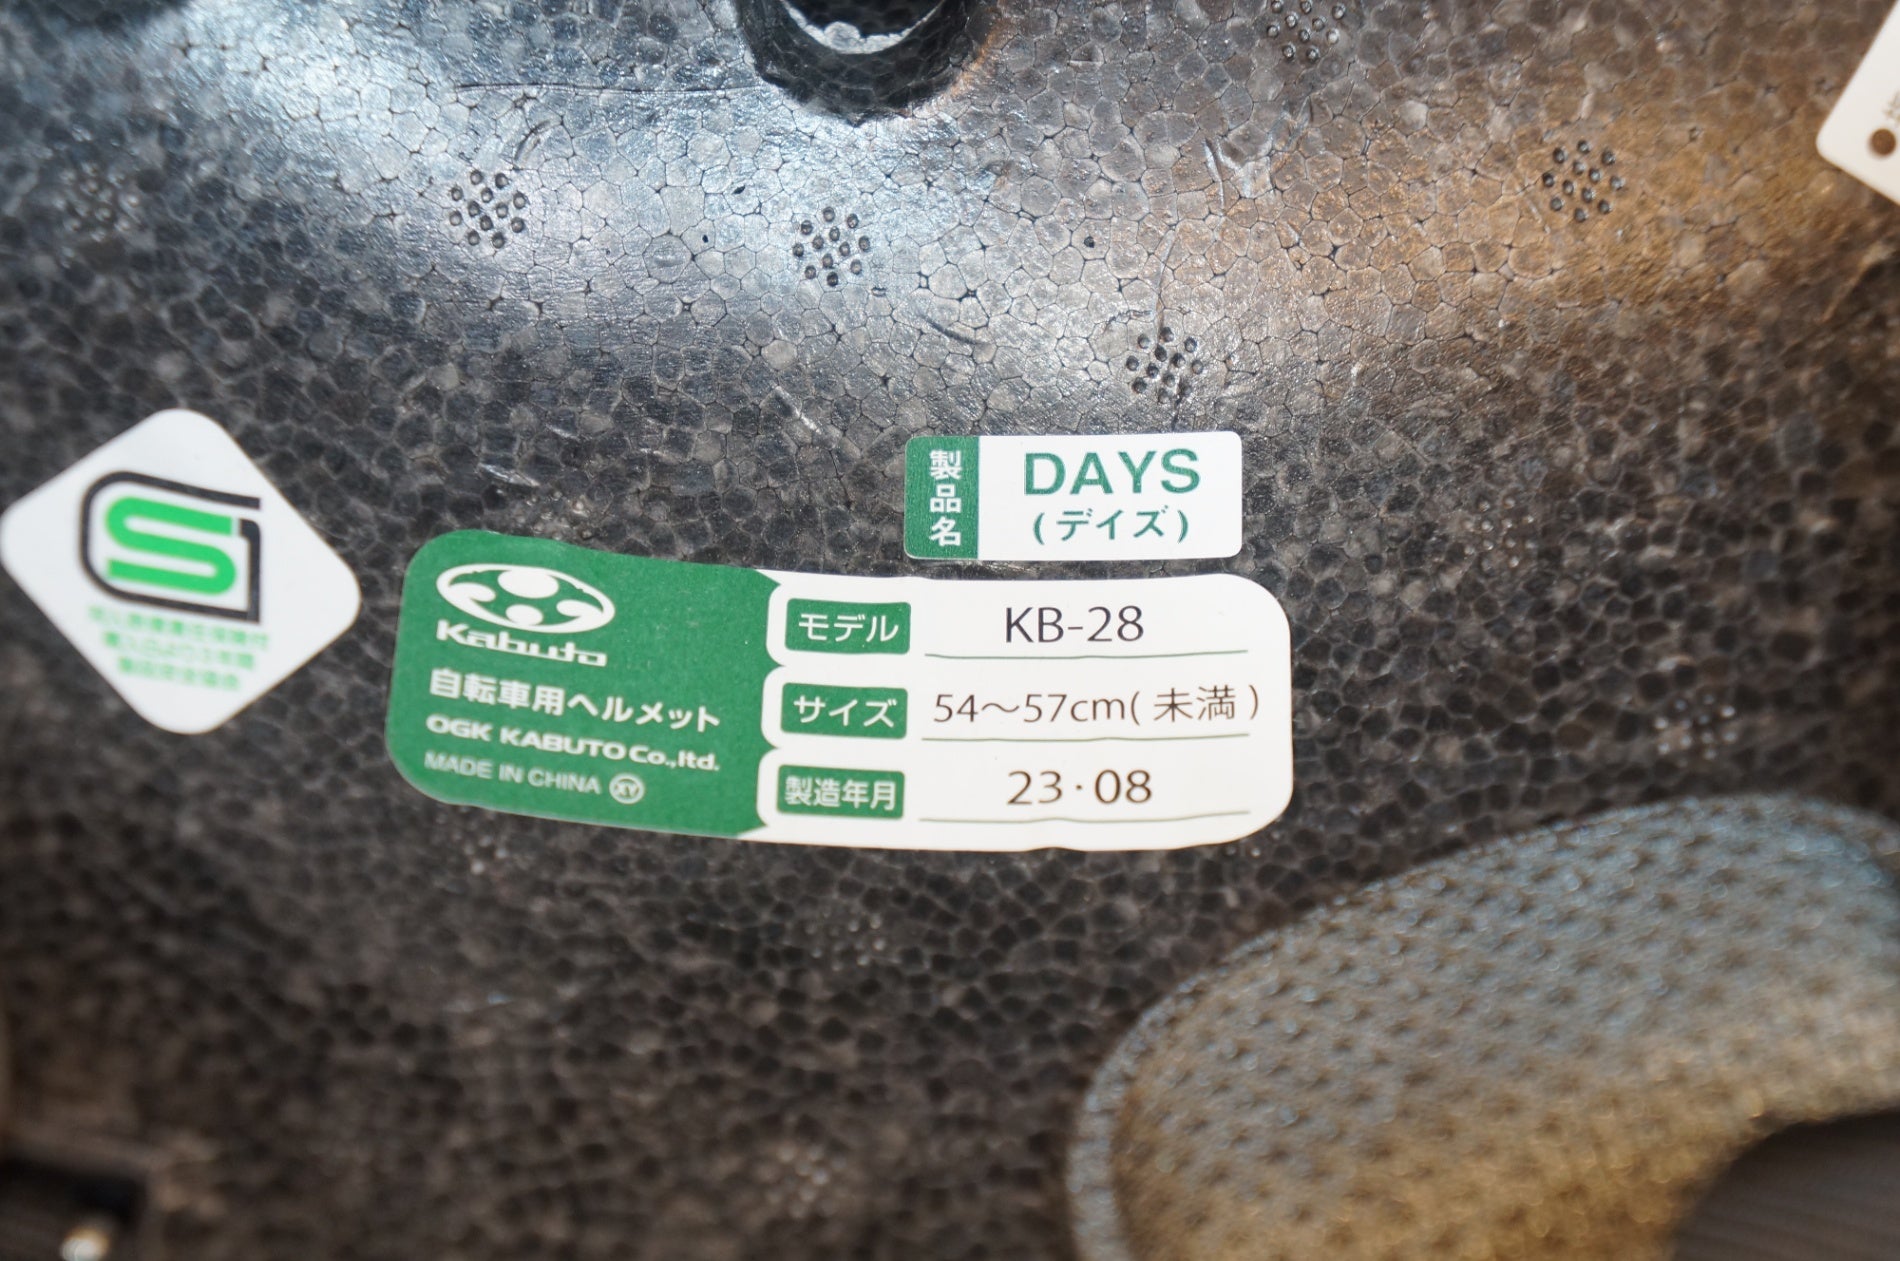 製品名
DAYS
(デイズ)
Kabuto
自転車用ヘルメット
OGK KABUTO Co.,ltd.
MADE IN CHINA XY
モデル KB-28
サイズ 54～57cm(未満)
製造年月 23・08
S